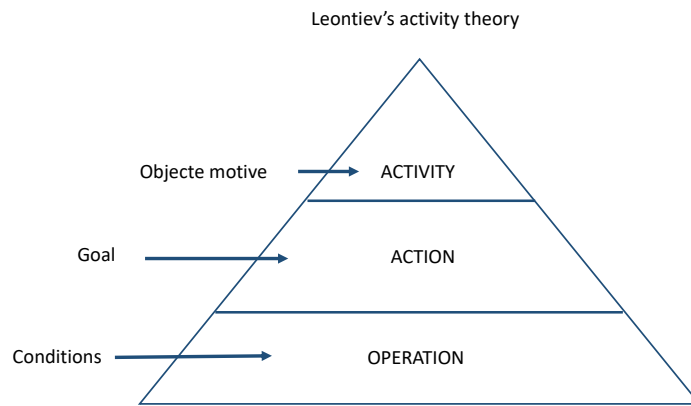 Leontiev’s activity theory
Objecte motive
ACTIVITY
Goal
ACTION
Conditions
OPERATION